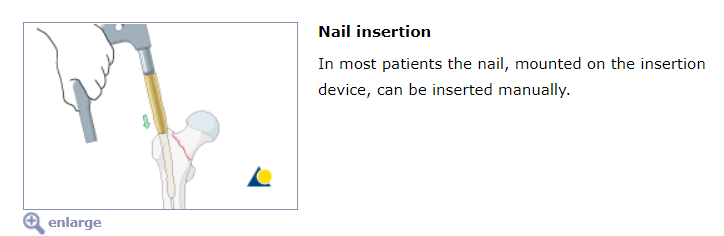 Nail insertion
In most patients the nail, mounted on the insertion
device, can be inserted manually.
enlarge